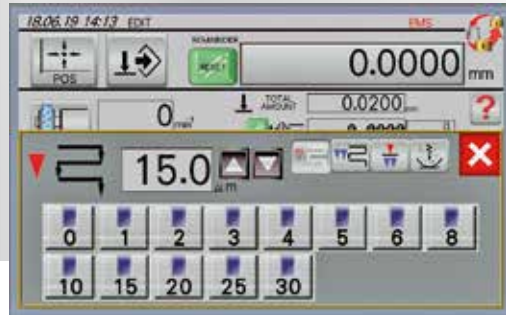 18.06.19 14:13 EDIT EMS
POS RESET 0.0000 mm
0 TOTAL AMOUNT 0.0200
?
15.0 µm
0 1 2 3 4 5 6 8
10 15 20 25 30